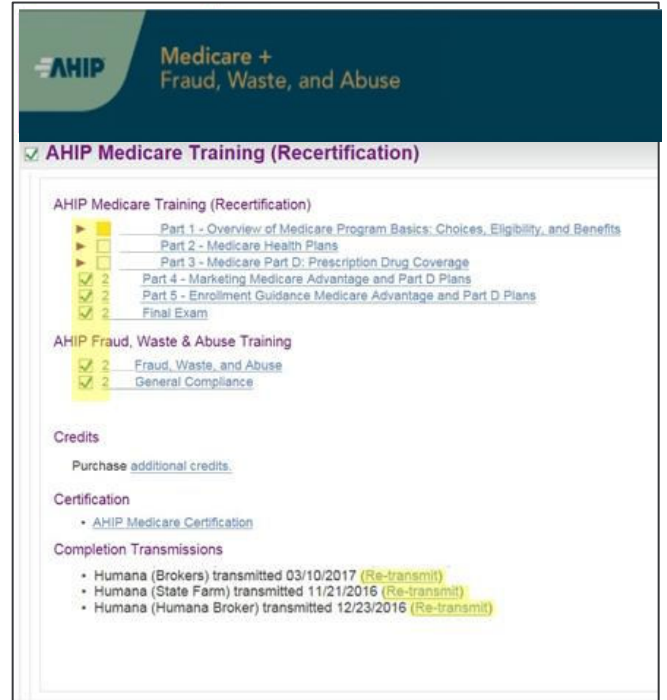 AHIP
Medicare +
Fraud, Waste, and Abuse
AHIP Medicare Training (Recertification)
AHIP Medicare Training (Recertification)
Part 1 - Overview of Medicare Program Basics: Choices, Eligibility, and Benefits
Part 2 - Medicare Health Plans
Part 3 - Medicare Part D: Prescription Drug Coverage
2 Part 4 - Marketing Medicare Advantage and Part D Plans
2 Part 5 - Enrollment Guidance Medicare Advantage and Part D Plans
2 Final Exam
AHIP Fraud, Waste & Abuse Training
2 Fraud, Waste, and Abuse
2 General Compliance
Credits
Purchase additional credits.
Certification
• AHIP Medicare Certification
Completion Transmissions
• Humana (Brokers) transmitted 03/10/2017 (Re-transmit)
• Humana (State Farm) transmitted 11/21/2016 (Re-transmit)
• Humana (Humana Broker) transmitted 12/23/2016 (Re-transmit)